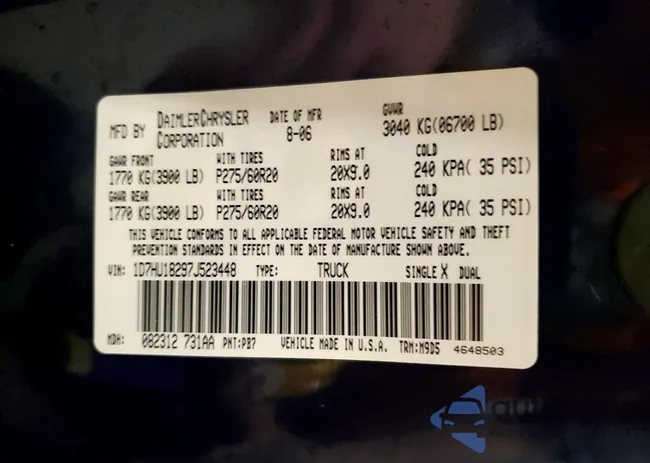 MFD BY DAIMLERCHRYSLER CORPORATION DATE OF MFR 8-06 GVWR 3040 KG(06700 LB)
GAWR FRONT WITH TIRES RIMS AT COLD
1770 KG(3900 LB) P275/60R20 20X9.0 240 KPA( 35 PSI)
GAWR REAR WITH TIRES RIMS AT COLD
1770 KG(3900 LB) P275/60R20 20X9.0 240 KPA( 35 PSI)
THIS VEHICLE CONFORMS TO ALL APPLICABLE FEDERAL MOTOR VEHICLE SAFETY AND THEFT
PREVENTION STANDARDS IN EFFECT ON THE DATE OF MANUFACTURE SHOWN ABOVE.
VIN: 1D7HU18297J523448 TYPE: TRUCK SINGLE X DUAL
MDH: 082312 731AA PNT:PB7 VEHICLE MADE IN U.S.A. TRM:M9D5 4648503